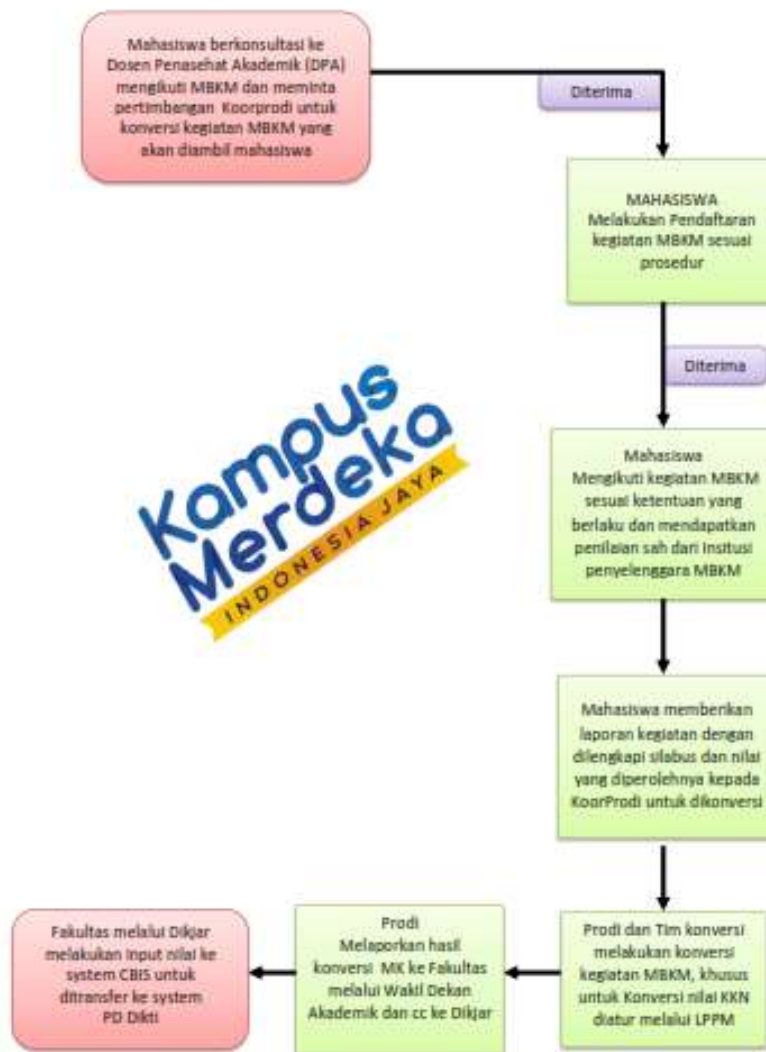 Mahasiswa berkonsultasi ke
Dosen Penasehat Akademik (DPA)
mengikuti MBKM dan meminta
pertimbangan Koorprodi untuk
konversi kegiatan MBKM yang
akan diambil mahasiswa
Diterima
MAHASISWA
Melakukan Pendaftaran
kegiatan MBKM sesuai
prosedur
Diterima
Kampus
Merdeka
INDONESIA JAYA
Mahasiswa
Mengikuti kegiatan MBKM
sesuai ketentuan yang
berlaku dan mendapatkan
penilaian sah dari Insitusi
penyelenggara MBKM
Mahasiswa memberikan
laporan kegiatan dengan
dilengkapi silabus dan nilai
yang diperolehnya kepada
KoorProdi untuk dikonversi
Prodi dan Tim konversi
melakukan konversi
kegiatan MBKM, khusus
untuk Konversi nilai KKN
diatur melalui LPPM
Prodi
Melaporkan hasil
konversi MK ke Fakultas
melalui Wakil Dekan
Akademik dan cc ke Dikjar
Fakultas melalui Dikjar
melakukan input nilai ke
system CBIS untuk
ditransfer ke system
PD Dikti